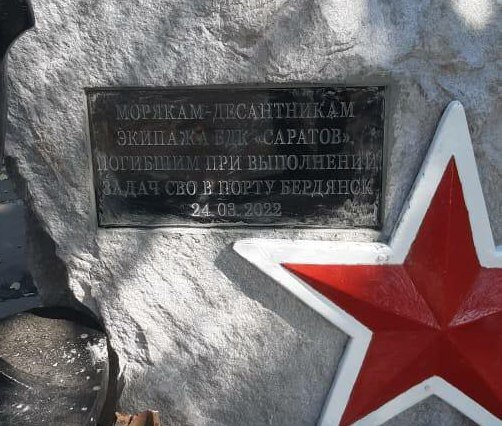 МОРЯКАМ-ДЕСАНТНИКАМ
ЭКИПАЖА БДК «САРАТОВ»,
ПОГИБШИМ ПРИ ВЫПОЛНЕНИИ
ЗАДАЧ СВО В ПОРТУ БЕРДЯНСК
24.03.2022